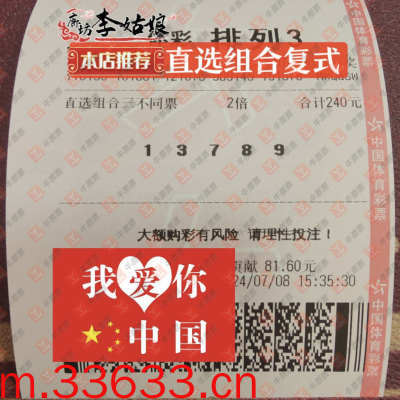 廊坊 李姑娘
彩 排列3
本店推荐 直选组合复式
直选组合三不同票 2倍 合计240元
1 3 7 8 9
大额购彩有风险 请理性投注！
贡献 81.60元
24/07/08 15:35:30
我爱你
中国
中国体育彩票
中国体育彩票
m.33633.cn